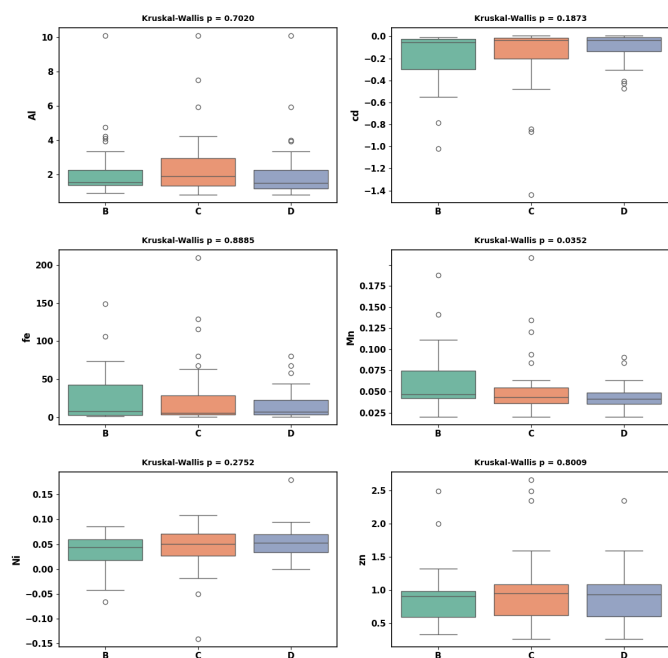 Kruskal-Wallis p = 0.7020
Al
10
8
6
4
2
B C D
Kruskal-Wallis p = 0.1873
cd
0.0
−0.2
−0.4
−0.6
−0.8
−1.0
−1.2
−1.4
B C D
Kruskal-Wallis p = 0.8885
fe
200
150
100
50
0
B C D
Kruskal-Wallis p = 0.0352
Mn
0.175
0.150
0.125
0.100
0.075
0.050
0.025
B C D
Kruskal-Wallis p = 0.2752
Ni
0.15
0.10
0.05
0.00
−0.05
−0.10
−0.15
B C D
Kruskal-Wallis p = 0.8009
zn
2.5
2.0
1.5
1.0
0.5
B C D